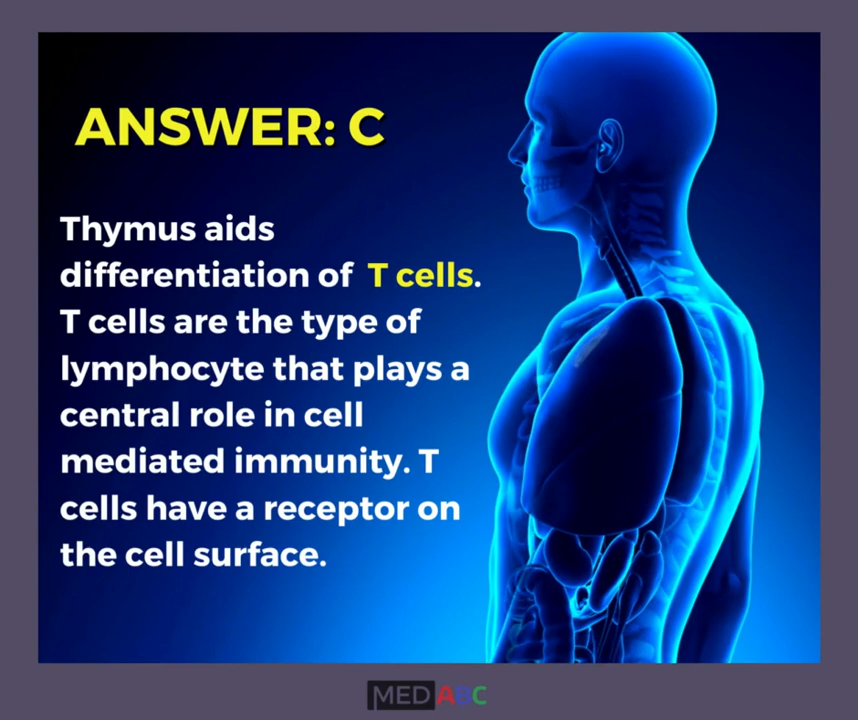 ANSWER: C
Thymus aids
differentiation of T cells.
T cells are the type of
lymphocyte that plays a
central role in cell
mediated immunity. T
cells have a receptor on
the cell surface.
MEDABC